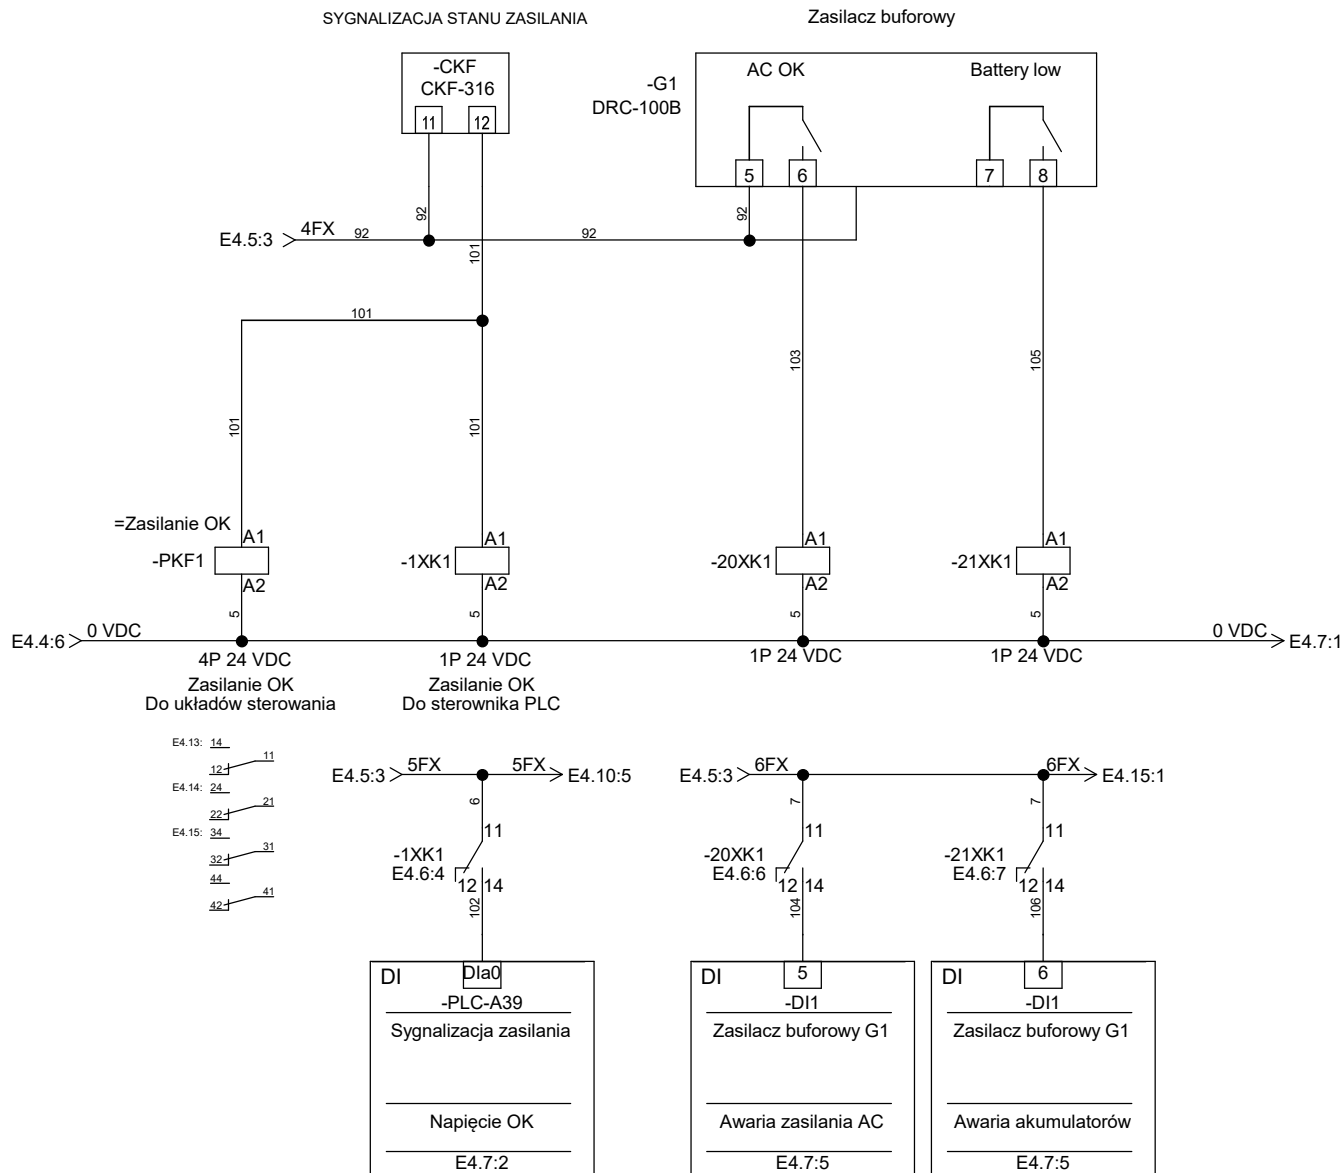 SYGNALIZACJA STANU ZASILANIA
Zasilacz buforowy
-CKF
CKF-316
11 12
-G1
DRC-100B
AC OK
Battery low
5 6
7 8
92
92
E4.5:3
4FX
92
92
101
101
101
101
103
105
=Zasilanie OK
-PKF1
A1
A2
-1XK1
A1
A2
-20XK1
A1
A2
-21XK1
A1
A2
5
5
5
5
E4.4:6
0 VDC
0 VDC
E4.7:1
4P 24 VDC
1P 24 VDC
1P 24 VDC
1P 24 VDC
Zasilanie OK
Do układów sterowania
Zasilanie OK
Do sterownika PLC
E4.13: 14
11
12
E4.14: 24
21
22
E4.15: 34
31
32
44
41
42
E4.5:3
5FX
5FX
E4.10:5
6
11
-1XK1
E4.6:4
12 14
102
E4.5:3
6FX
6FX
E4.15:1
7
11
-20XK1
E4.6:6
12 14
104
7
11
-21XK1
E4.6:7
12 14
106
DI
DIa0
-PLC-A39
Sygnalizacja zasilania
Napięcie OK
E4.7:2
DI
5
-DI1
Zasilacz buforowy G1
Awaria zasilania AC
E4.7:5
DI
6
-DI1
Zasilacz buforowy G1
Awaria akumulatorów
E4.7:5